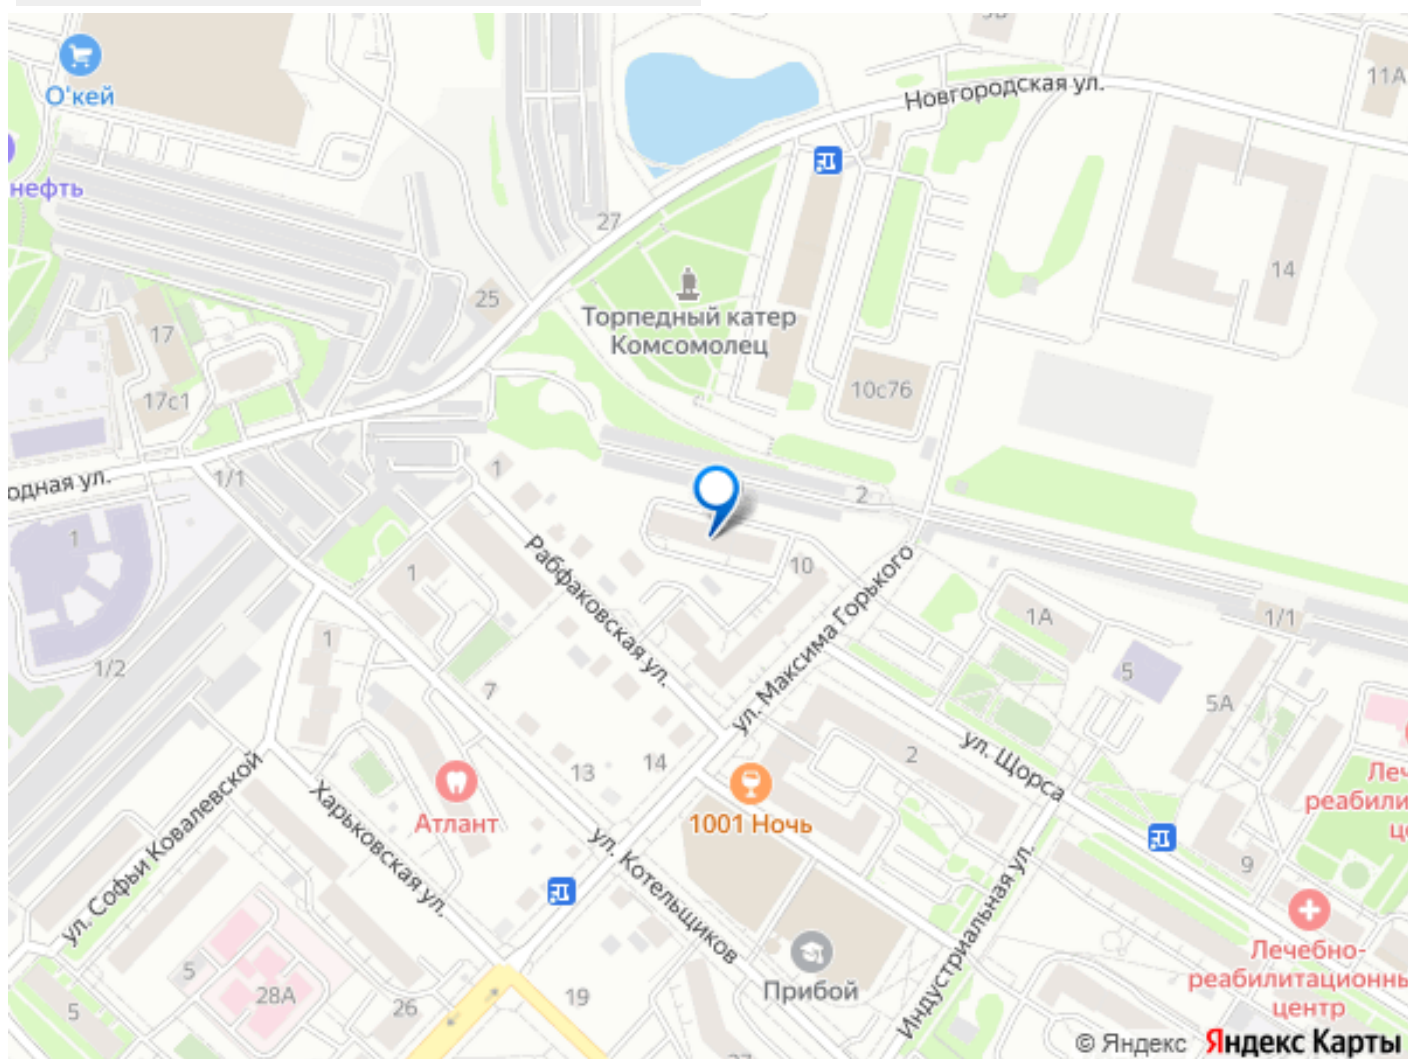 О'кей
нефть
Новгородская ул.
11А
27
14
25
Торпедный катер
Комсомолец
17
17с1
10с76
одная ул.
1/1
1
2
1
1
10
Рабфаковская ул.
ул. Максима Горького
1А
1/1
1/2
1
5
5А
7
ул. Щорса
2
14
13
Леч
реабили
це
Атлант
1001 Ночь
ул. Софьи Ковалевской
Харьковская ул.
ул. Котельщиков
Индустриальная ул.
9
Лечебно-
реабилитационны
центр
Прибой
5
28А
26
19
5
© Яндекс Яндекс Карты